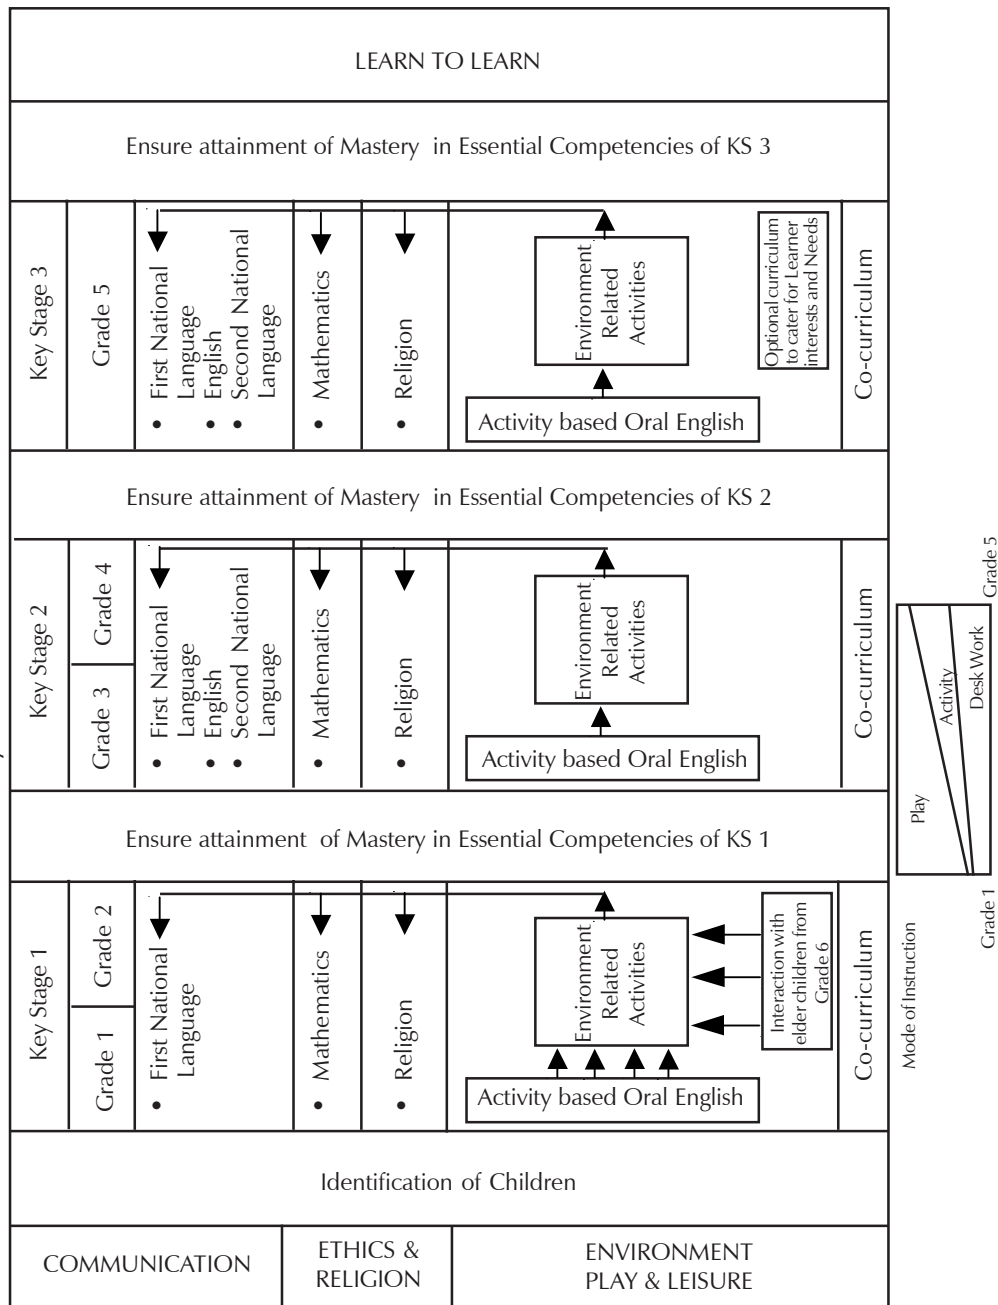 LEARN TO LEARN
Ensure attainment of Mastery in Essential Competencies of KS 3
Key Stage 3
Grade 5
• First National
Language
• English
• Second National
Language
• Mathematics
• Religion
Environment
Related
Activities
Activity based Oral English
Optional curriculum
to cater for Learner
interests and Needs
Co-curriculum
Ensure attainment of Mastery in Essential Competencies of KS 2
Key Stage 2
Grade 3
Grade 4
• First National
Language
• English
• Second National
Language
• Mathematics
• Religion
Environment
Related
Activities
Activity based Oral English
Co-curriculum
Ensure attainment of Mastery in Essential Competencies of KS 1
Key Stage 1
Grade 1
Grade 2
• First National
Language
• Mathematics
• Religion
Environment
Related
Activities
Activity based Oral English
Interaction with
elder children from
Grade 6
Co-curriculum
Identification of Children
COMMUNICATION
ETHICS &
RELIGION
ENVIRONMENT
PLAY & LEISURE
Mode of Instruction
Grade 1
Play
Activity
Desk Work
Grade 5